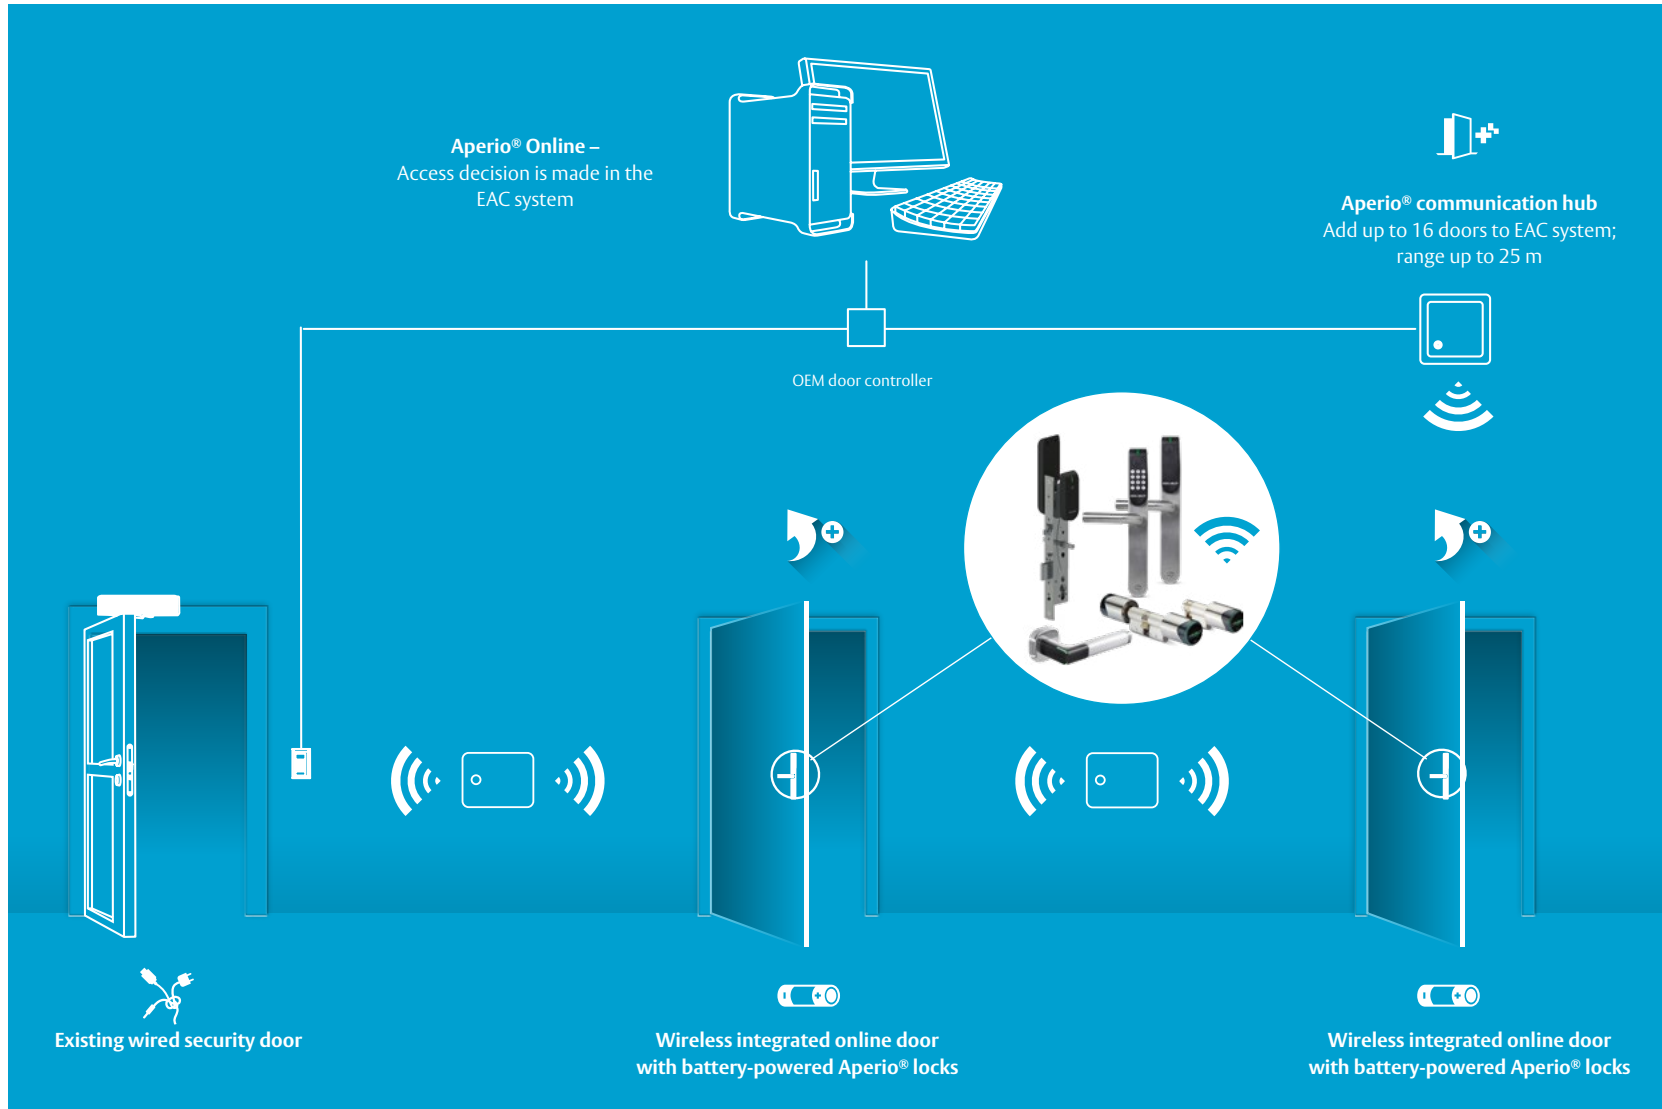 Aperio® Online –
Access decision is made in the
EAC system
Aperio® communication hub
Add up to 16 doors to EAC system;
range up to 25 m
OEM door controller
Existing wired security door
Wireless integrated online door
with battery-powered Aperio® locks
Wireless integrated online door
with battery-powered Aperio® locks